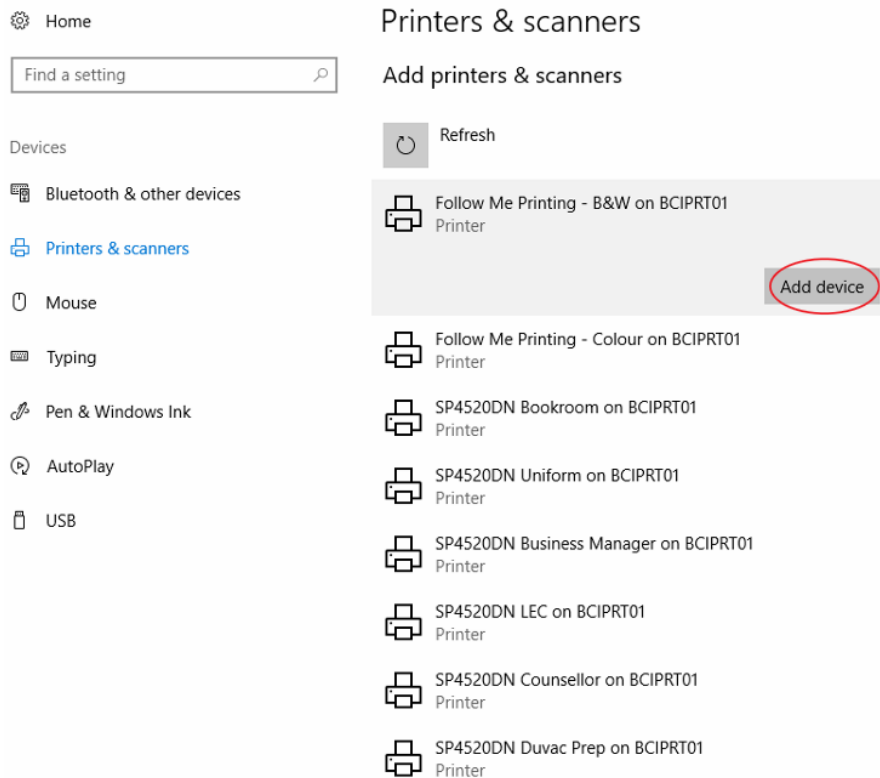 Home
Find a setting
Devices
Bluetooth & other devices
Printers & scanners
Mouse
Typing
Pen & Windows Ink
AutoPlay
USB
Printers & scanners
Add printers & scanners
Refresh
Follow Me Printing - B&W on BCIPRT01
Printer
Add device
Follow Me Printing - Colour on BCIPRT01
Printer
SP4520DN Bookroom on BCIPRT01
Printer
SP4520DN Uniform on BCIPRT01
Printer
SP4520DN Business Manager on BCIPRT01
Printer
SP4520DN LEC on BCIPRT01
Printer
SP4520DN Counsellor on BCIPRT01
Printer
SP4520DN Duvac Prep on BCIPRT01
Printer